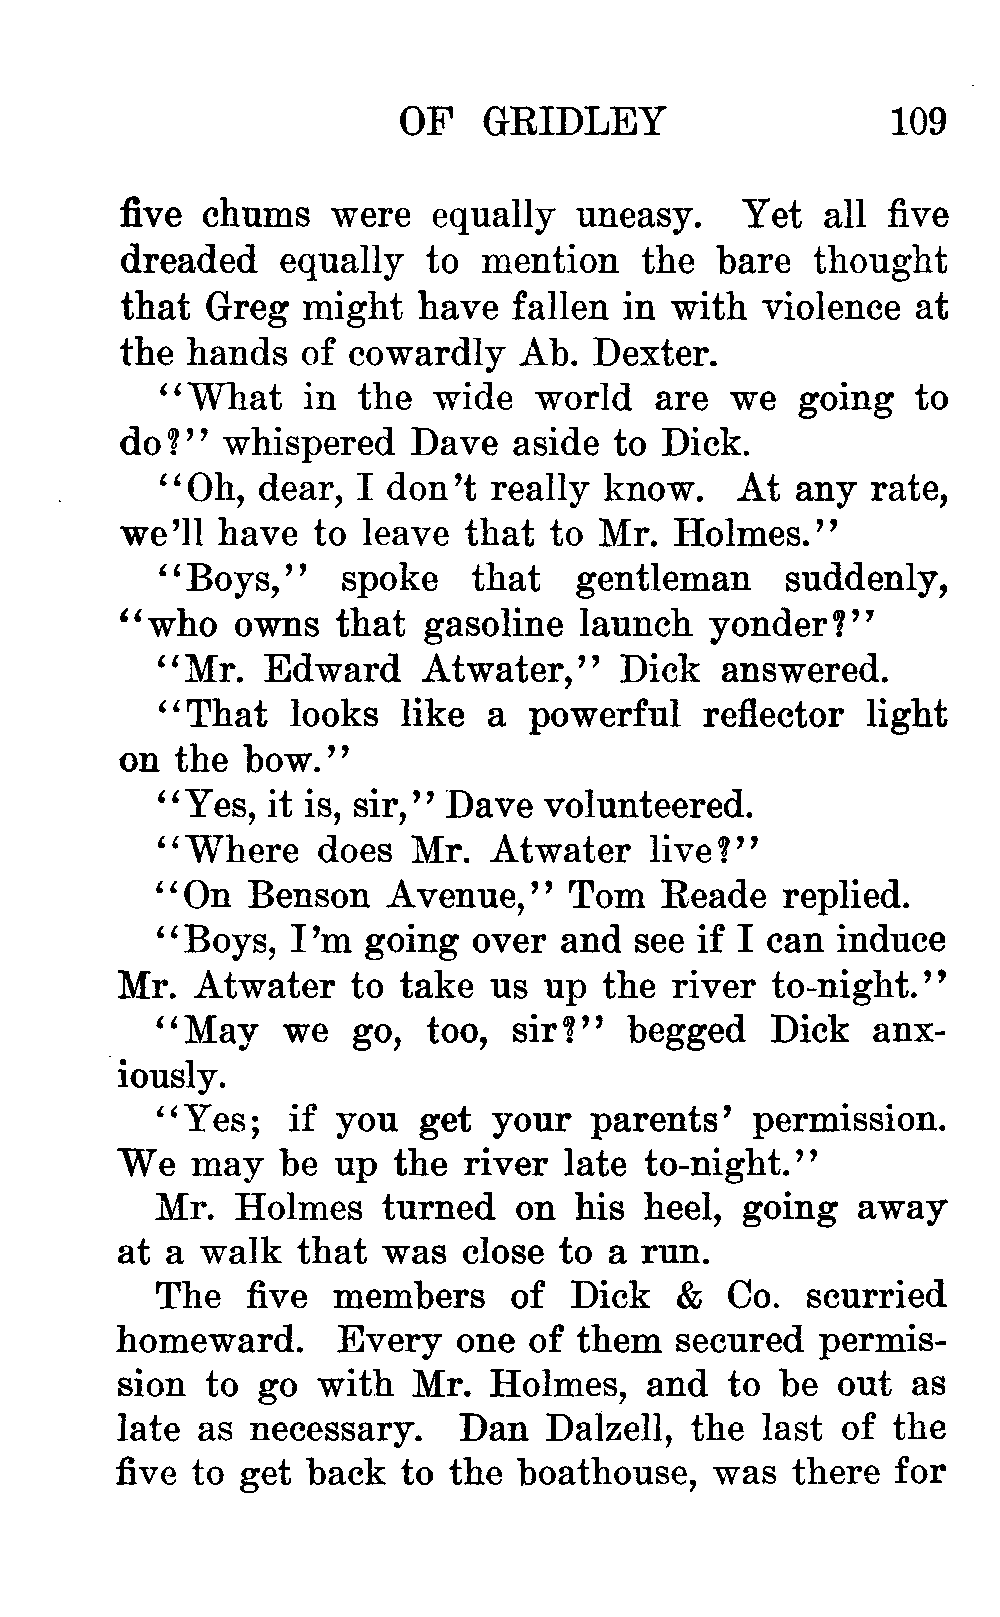 OF GRIDLEY 109
five chums were equally uneasy. Yet all five
dreaded equally to mention the bare thought
that Greg might have fallen in with violence at
the hands of cowardly Ab. Dexter.
“What in the wide world are we going to
do?” whispered Dave aside to Dick.
“Oh, dear, I don’t really know. At any rate,
we’ll have to leave that to Mr. Holmes.”
“Boys,” spoke that gentleman suddenly,
“who owns that gasoline launch yonder?”
“Mr. Edward Atwater,” Dick answered.
“That looks like a powerful reflector light
on the bow.”
“Yes, it is, sir,” Dave volunteered.
“Where does Mr. Atwater live?”
“On Benson Avenue,” Tom Reade replied.
“Boys, I’m going over and see if I can induce
Mr. Atwater to take us up the river to-night.”
“May we go, too, sir?” begged Dick anx-
iously.
“Yes; if you get your parents’ permission.
We may be up the river late to-night.”
Mr. Holmes turned on his heel, going away
at a walk that was close to a run.
The five members of Dick & Co. scurried
homeward. Every one of them secured permis-
sion to go with Mr. Holmes, and to be out as
late as necessary. Dan Dalzell, the last of the
five to get back to the boathouse, was there for